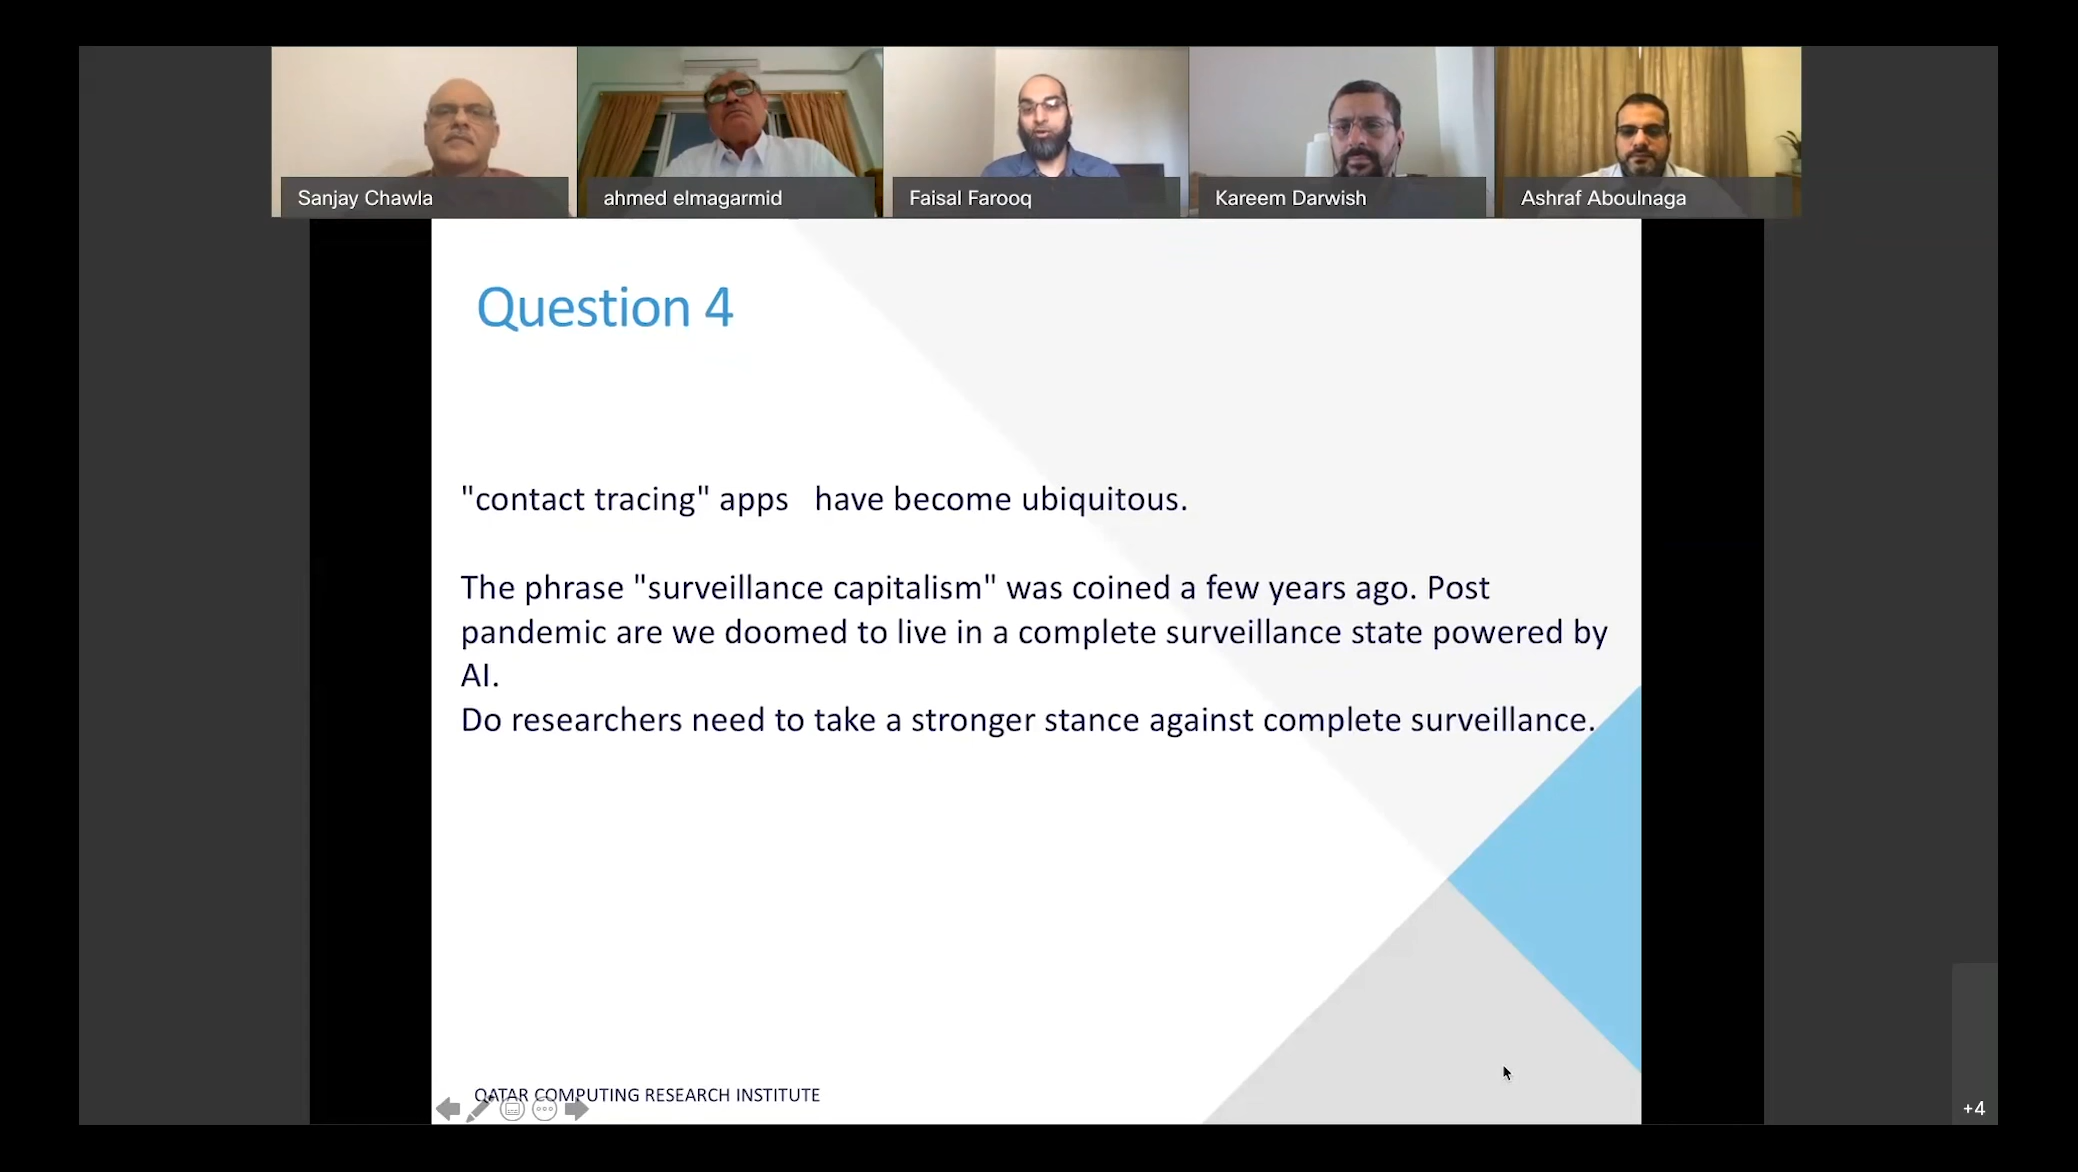 Sanjay Chawla
ahmed elmagarmid
Faisal Farooq
Kareem Darwish
Ashraf Aboulnaga
Question 4
"contact tracing" apps   have become ubiquitous.
The phrase "surveillance capitalism" was coined a few years ago. Post
pandemic are we doomed to live in a complete surveillance state powered by
AI.
Do researchers need to take a stronger stance against complete surveillance.
QATAR COMPUTING RESEARCH INSTITUTE
+4